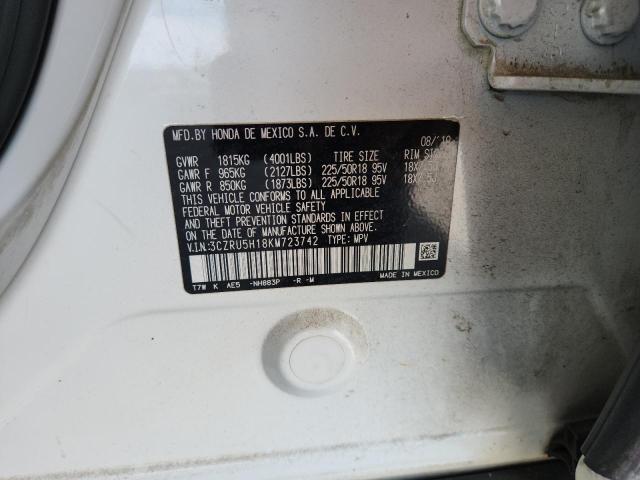 MFD.BY HONDA DE MEXICO S.A. DE C.V.
GVWR 1815KG (4001LBS) TIRE SIZE RIM
GAWR F 965KG (2127LBS) 225/50R18 95V
GAWR R 850KG (1873LBS) 225/50R18 95V
THIS VEHICLE CONFORMS TO ALL APPLICABLE
FEDERAL MOTOR VEHICLE SAFETY
AND THEFT PREVENTION STANDARDS IN EFFECT
ON THE DATE OF MANUFACTURE SHOWN ABOVE.
V.I.N:3CZRU5H18KM723742 TYPE: MPV
T7W K AE5 -NH883P -R -M
MADE IN MEXICO